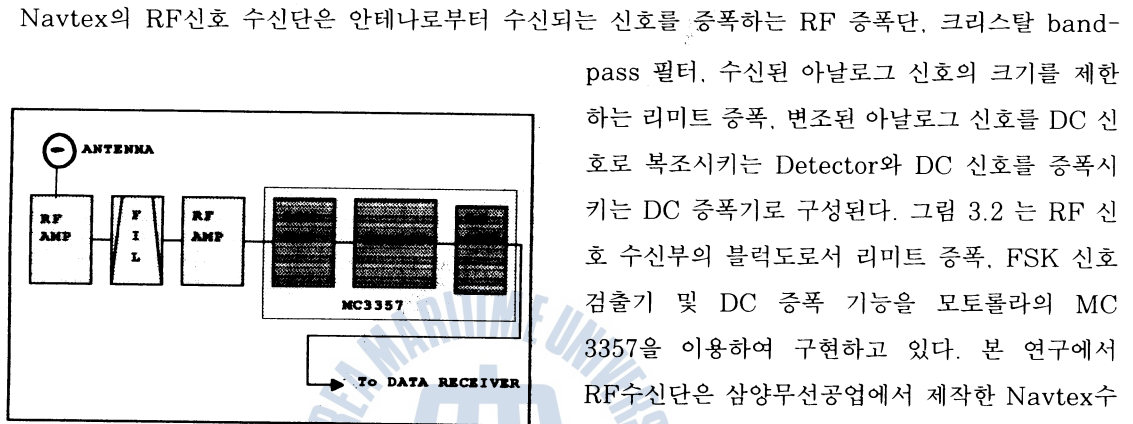 Navtex의 RF신호 수신단은 안테나로부터 수신되는 신호를 증폭하는 RF 증폭단, 크리스탈 band-
pass 필터, 수신된 아날로그 신호의 크기를 제한
하는 리미트 증폭, 변조된 아날로그 신호를 DC 신
호로 복조시키는 Detector와 DC 신호를 증폭시
키는 DC 증폭기로 구성된다. 그림 3.2 는 RF 신
호 수신부의 블럭도로서 리미트 증폭, FSK 신호
검출기 및 DC 증폭 기능을 모토롤라의 MC
3357을 이용하여 구현하고 있다. 본 연구에서
RF수신단은 삼양무선공업에서 제작한 Navtex수
ANTENNA
RF
AMP
F
I
L
RF
AMP
MC3357
To DATA RECEIVER